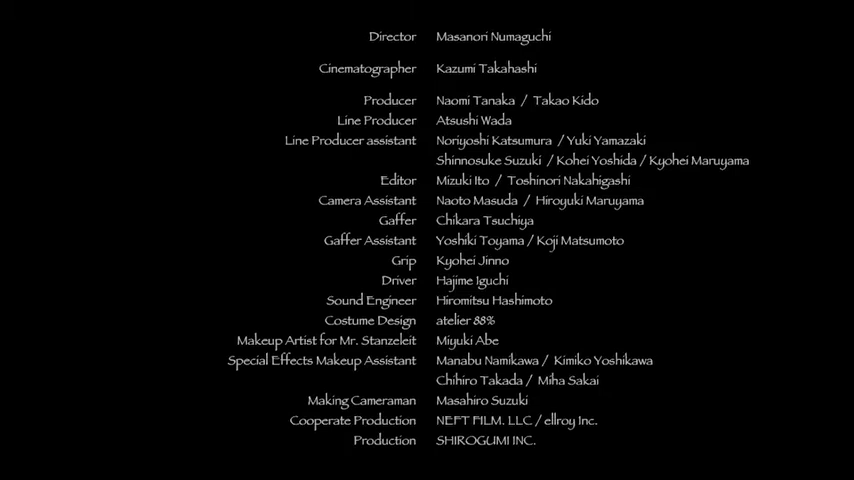 Director Masanori Numaguchi
Cinematographer Kazumi Takahashi
Producer Naomi Tanaka / Takao Kido
Line Producer Atsushi Wada
Line Producer assistant Noriyoshi Katsumura / Yuki Yamazaki
Shinnosuke Suzuki / Kohei Yoshida / Kyohei Maruyama
Editor Mizuki Ito / Toshinori Nakahigashi
Camera Assistant Naoto Masuda / Hiroyuki Maruyama
Gaffer Chikara Tsuchiya
Gaffer Assistant Yoshiki Toyama / Koji Matsumoto
Grip Kyohei Jinno
Driver Hajime Iguchi
Sound Engineer Hiromitsu Hashimoto
Costume Design atelier 88%
Makeup Artist for Mr. Stanzeleit Miyuki Abe
Special Effects Makeup Assistant Manabu Namikawa / Kimiko Yoshikawa
Chihiro Takada / Miha Sakai
Making Cameraman Masahiro Suzuki
Cooperate Production NEFT FILM. LLC / ellroy Inc.
Production SHIROGUMI INC.